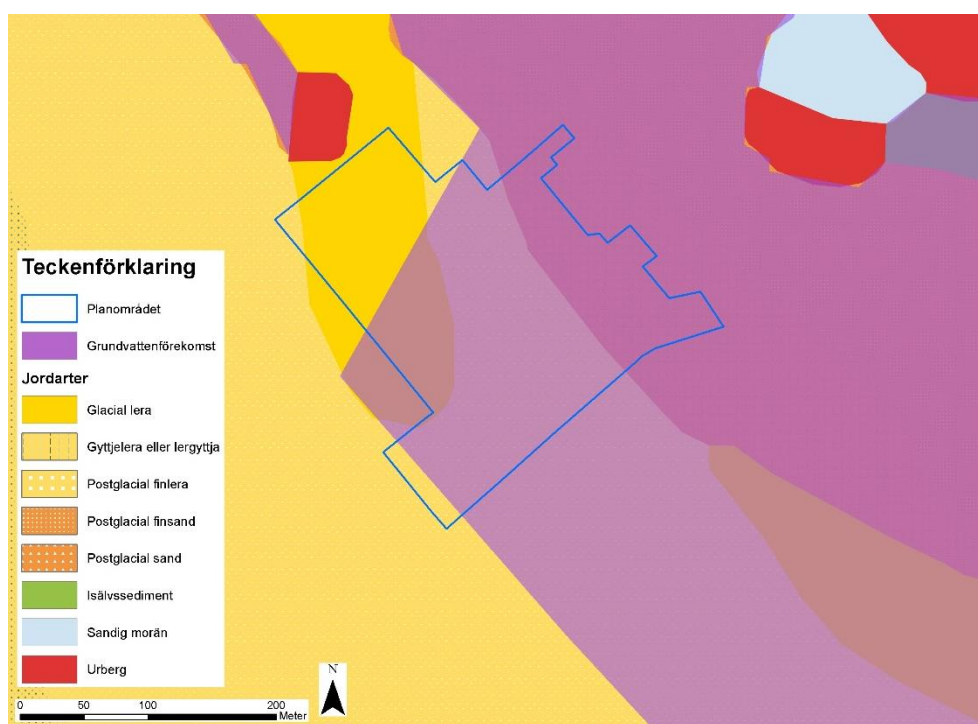 Teckenförklaring
Planområdet
Grundvattenförekomst
Jordarter
Glacial lera
Gyttjelera eller lergyttja
Postglacial finlera
Postglacial finsand
Postglacial sand
Isälvssediment
Sandig morän
Urberg
N
0 50 100 200
Meter